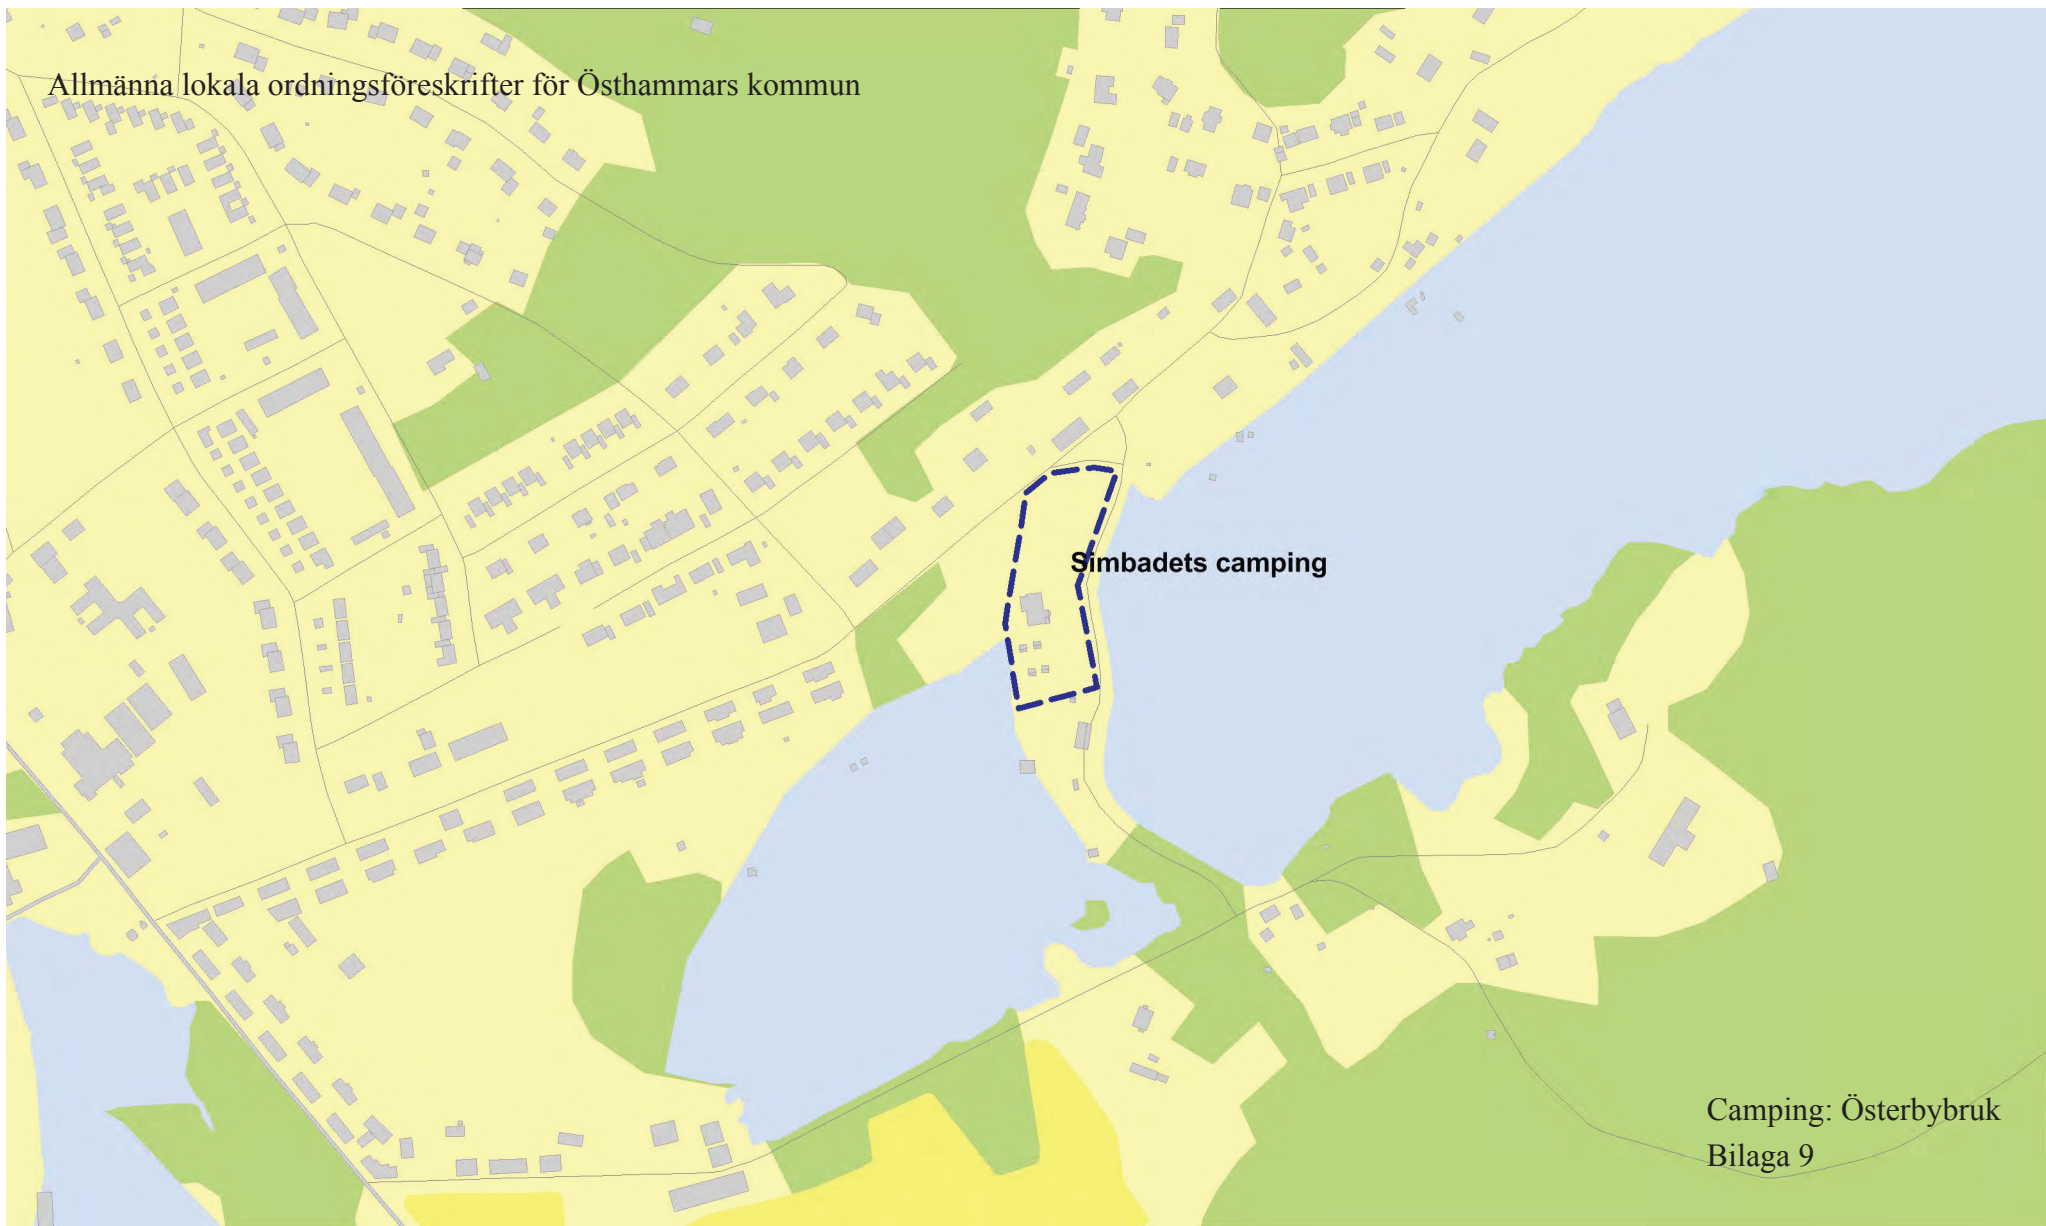 Allmänna lokala ordningsföreskrifter för Östhammars kommun
Simbadets camping
Camping: Österbybruk
Bilaga 9